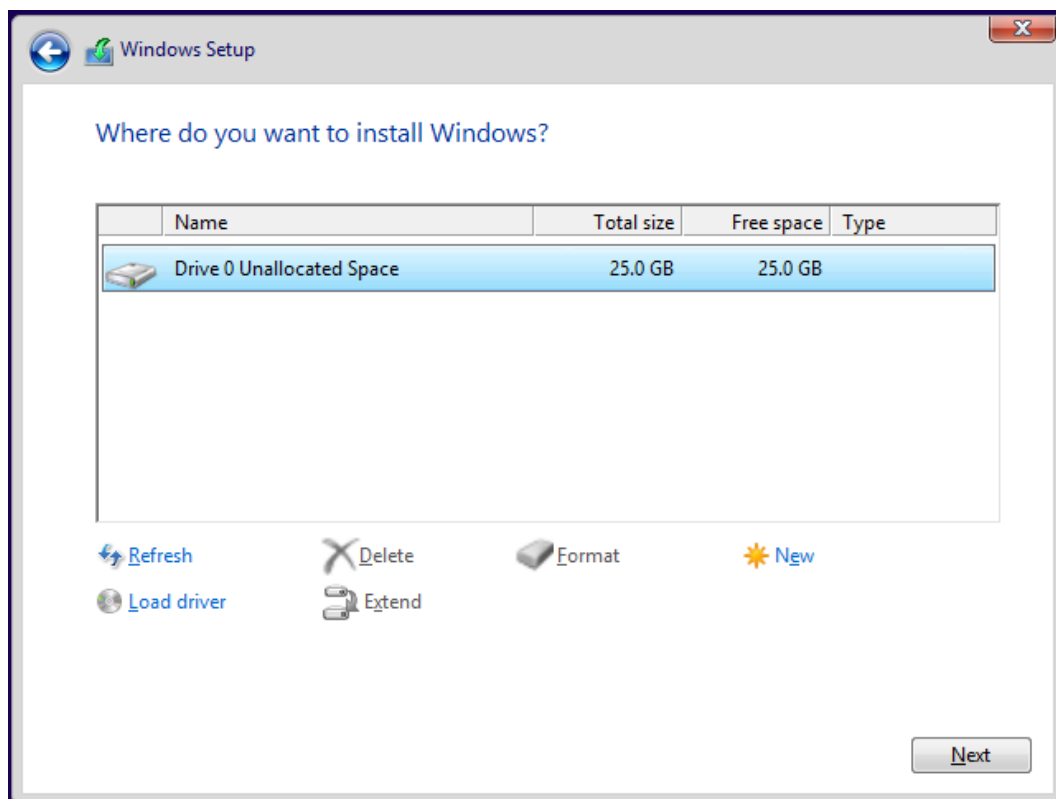 Windows Setup
Where do you want to install Windows?
Name Total size Free space Type
Drive 0 Unallocated Space 25.0 GB 25.0 GB
Refresh Delete Format New
Load driver Extend
Next